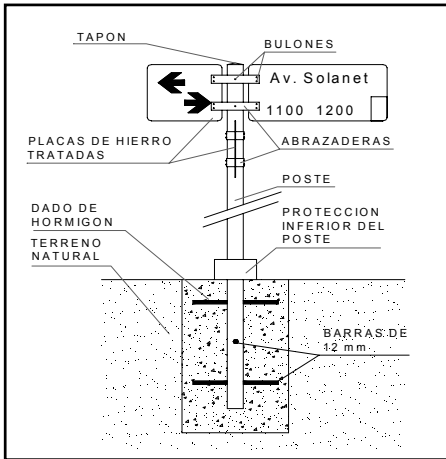 TAPON
BULONES
Av. Solanet
1100 1200
PLACAS DE HIERRO
TRATADAS
ABRAZADERAS
POSTE
DADO DE
HORMIGON
PROTECCION
INFERIOR DEL
POSTE
TERRENO
NATURAL
BARRAS DE
12 mm